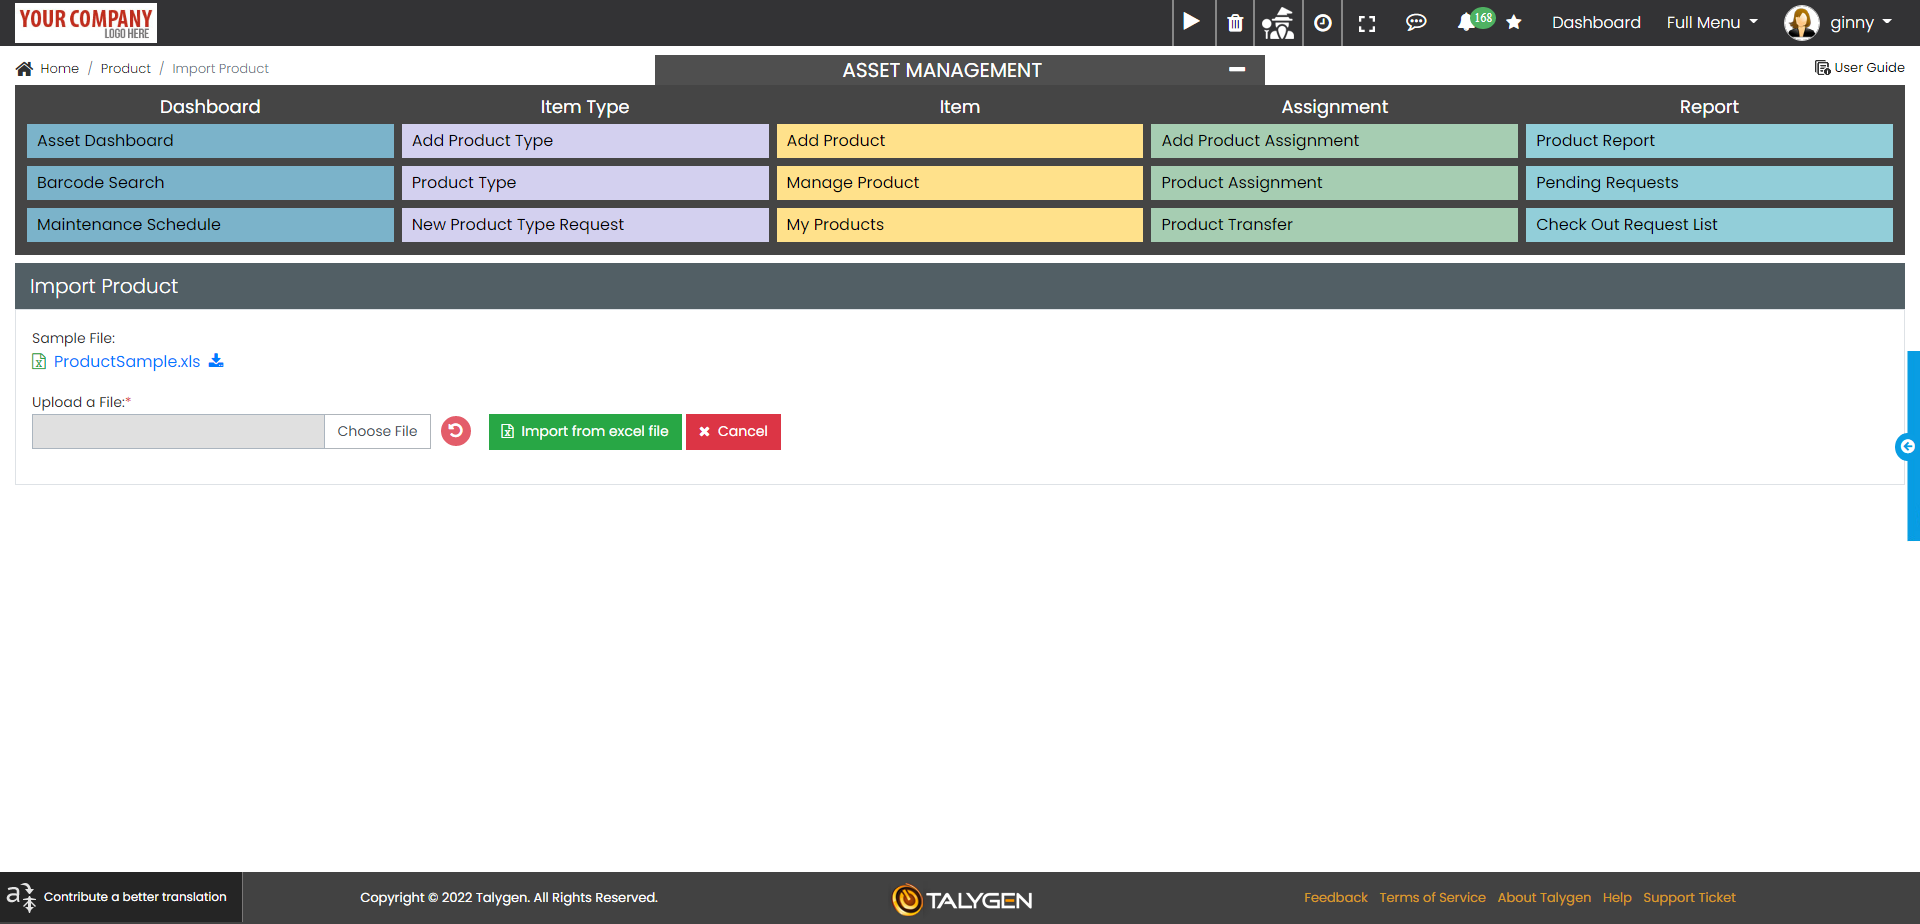 YOUR COMPANY
LOGO HERE
168
Dashboard
Full Menu
ginny
Home / Product / Import Product
ASSET MANAGEMENT
User Guide
Dashboard
Item Type
Item
Assignment
Report
Asset Dashboard
Add Product Type
Add Product
Add Product Assignment
Product Report
Barcode Search
Product Type
Manage Product
Product Assignment
Pending Requests
Maintenance Schedule
New Product Type Request
My Products
Product Transfer
Check Out Request List
Import Product
Sample File:
ProductSample.xls
Upload a File:*
Choose File
Import from excel file
Cancel
Contribute a better translation
Copyright © 2022 Talygen. All Rights Reserved.
TALYGEN
Feedback
Terms of Service
About Talygen
Help
Support Ticket